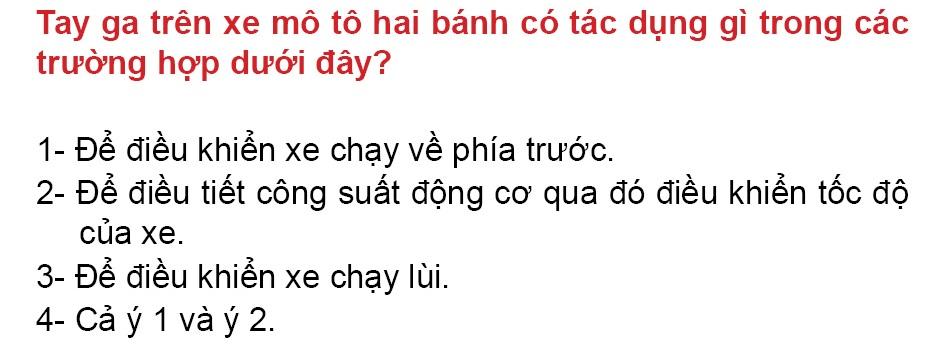 Tay ga trên xe mô tô hai bánh có tác dụng gì trong các
trường hợp dưới đây?
1- Để điều khiển xe chạy về phía trước.
2- Để điều tiết công suất động cơ qua đó điều khiển tốc độ
của xe.
3- Để điều khiển xe chạy lùi.
4- Cả ý 1 và ý 2.